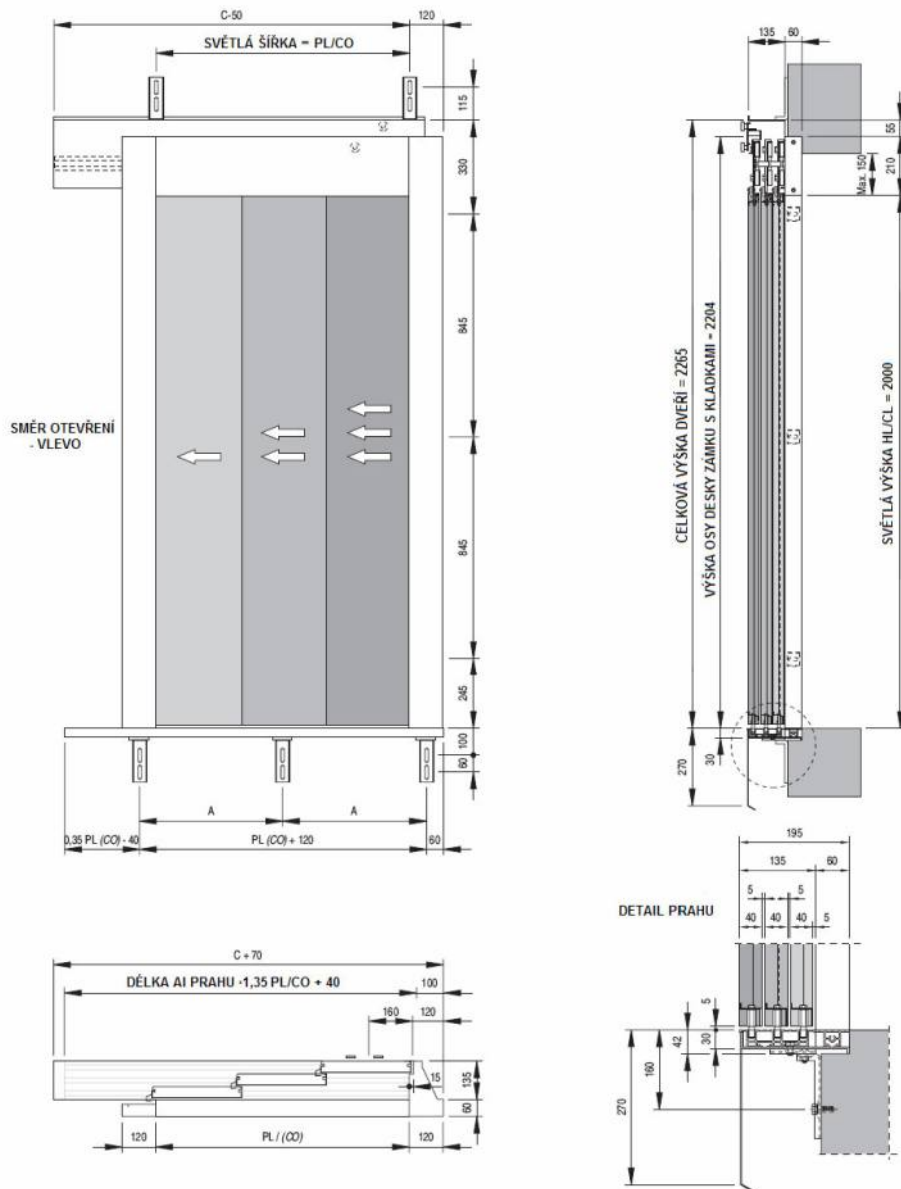 C-50
120
SVĚTLÁ ŠÍŘKA = PL/CO
115
330
845
SMĚR OTEVŘENÍ
- VLEVO
845
245
100
60
A
A
0,35 PL (CO) - 40
PL (CO) + 120
60
135
60
55
210
Max. 150
CELKOVÁ VÝŠKA DVEŘÍ = 2265
VÝŠKA OSY DESKY ZÁMKU S KLADKAMI - 2204
SVĚTLÁ VÝŠKA HL/CL = 2000
30
270
C + 70
DÉLKA AI PRAHU -1,35 PL/CO + 40
100
160
120
15
135
60
120
PL / (CO)
120
DETAIL PRAHU
195
135
60
5
5
40
40
40
5
5
42
30
160
270